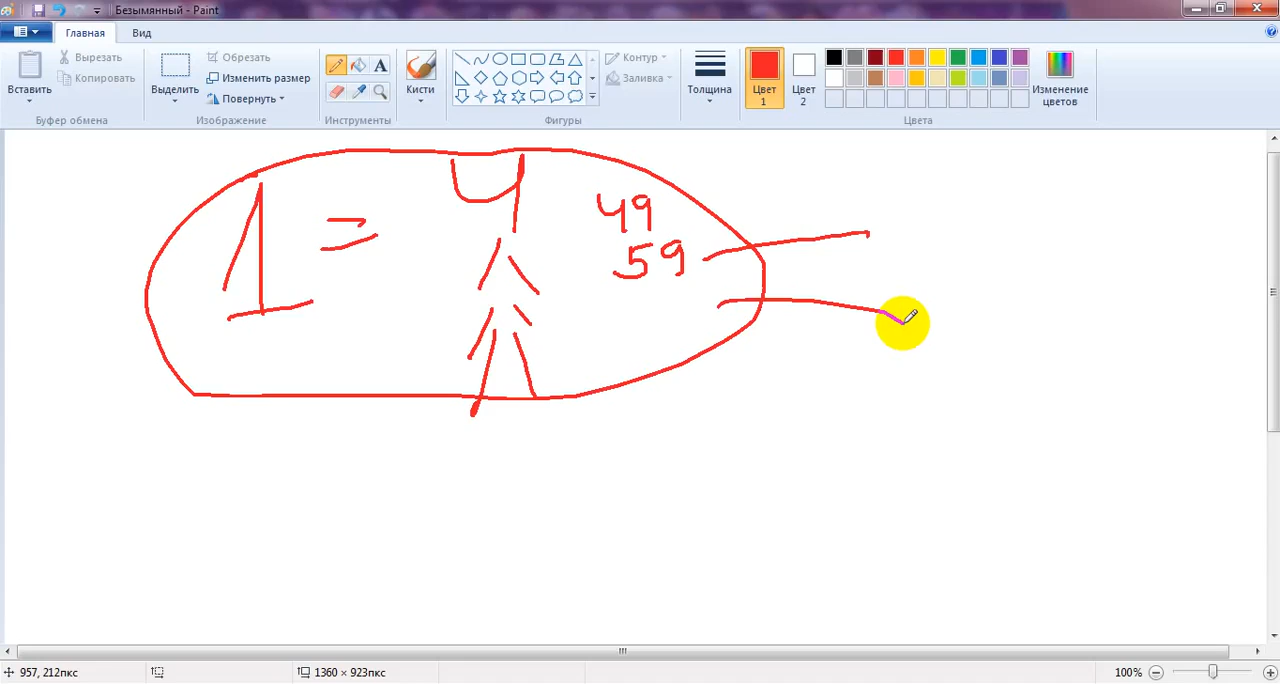 Безымянный - Paint
Главная Вид
Вставить
Вырезать
Копировать
Буфер обмена
Выделить
Обрезать
Изменить размер
Повернуть
Изображение
A
Инструменты
Кисти
Контур
Заливка
Фигуры
Толщина
Цвет 1
Цвет 2
Изменение цветов
Цвета
1 = 4
49
59
957, 212пкс
1360 × 923пкс
100%